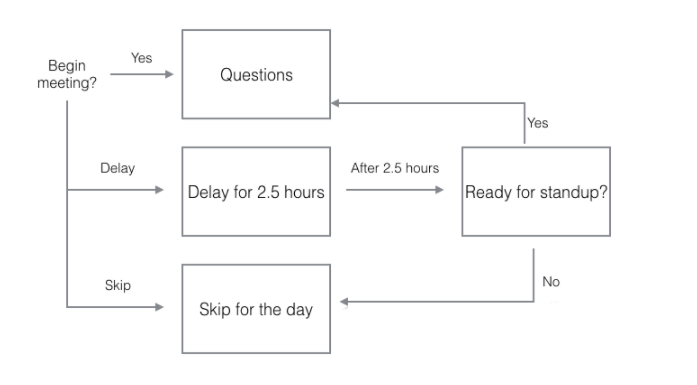 Begin
meeting?
Yes
Questions
Yes
Delay
Delay for 2.5 hours
After 2.5 hours
Ready for standup?
Skip
Skip for the day
No